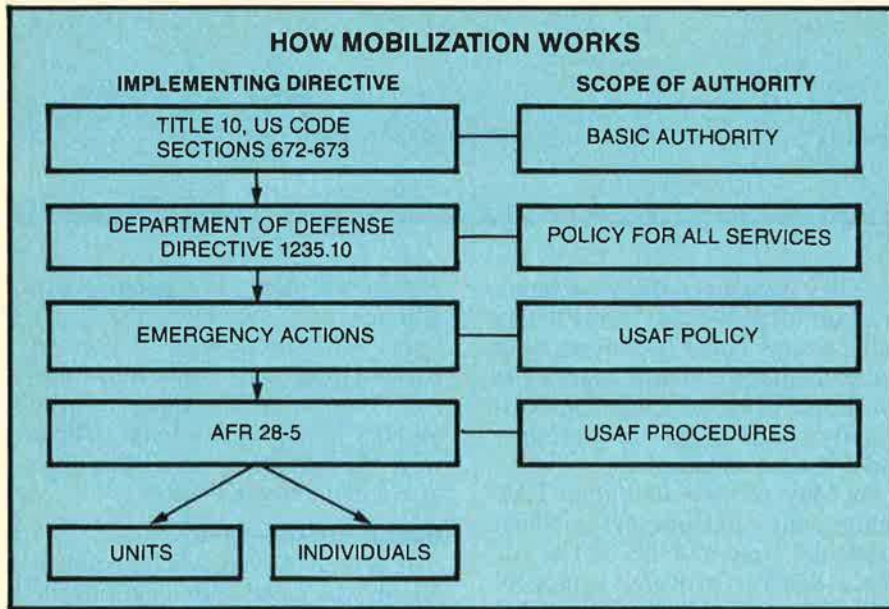 HOW MOBILIZATION WORKS
IMPLEMENTING DIRECTIVE
SCOPE OF AUTHORITY
TITLE 10, US CODE
SECTIONS 672-673
BASIC AUTHORITY
DEPARTMENT OF DEFENSE
DIRECTIVE 1235.10
POLICY FOR ALL SERVICES
EMERGENCY ACTIONS
USAF POLICY
AFR 28-5
USAF PROCEDURES
UNITS
INDIVIDUALS